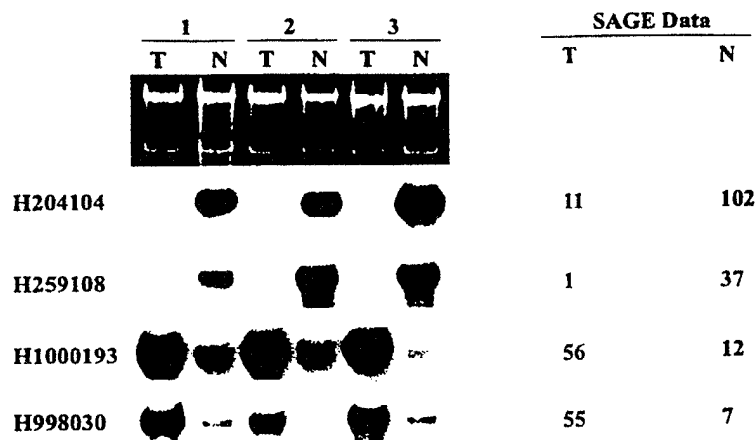 1 2 3 SAGE Data
T N T N T N T N
H204104 11 102
H259108 1 37
H1000193 56 12
H998030 55 7